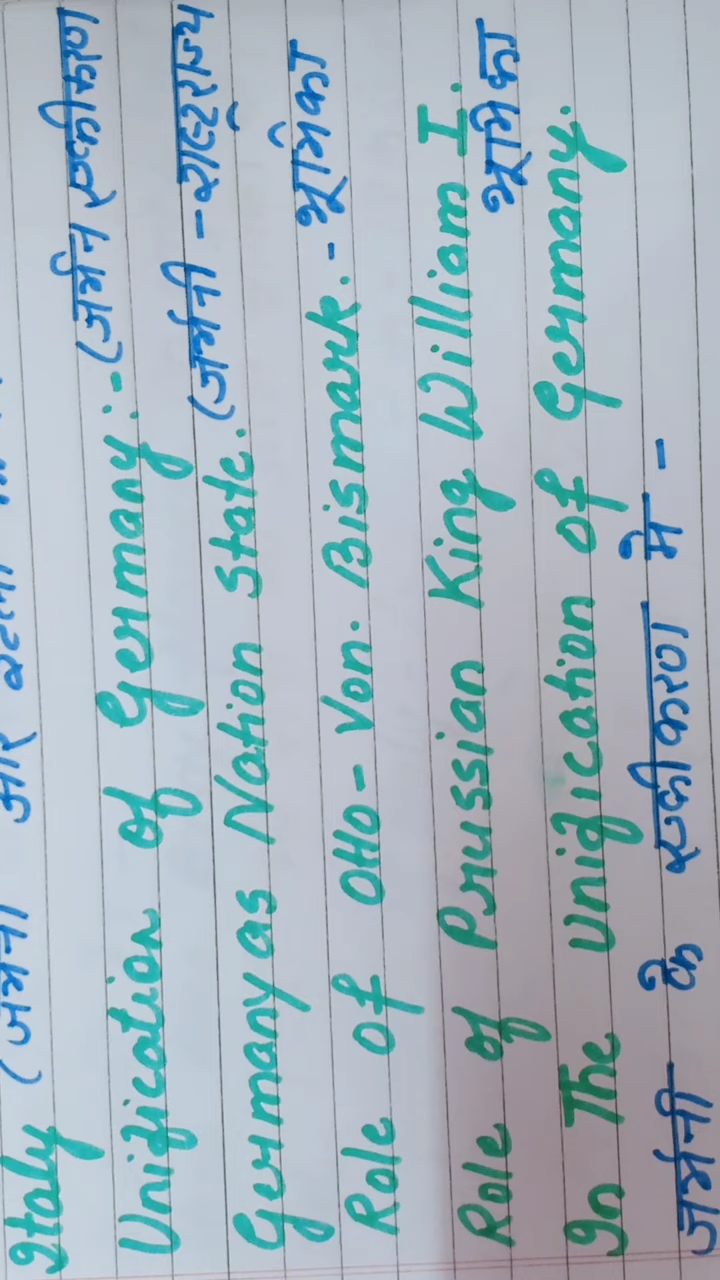 Italy (जर्मनी और इटली
Unification of Germany :- (जर्मन एकीकरण
Germany as Nation State. (जर्मनी - राष्ट्रराज्य
Role of Otto - Von. Bismark. - भूमिका
Role of Prussian King William I.
भूमिका
In The Unification of Germany.
जर्मनी के एकीकरण मे -